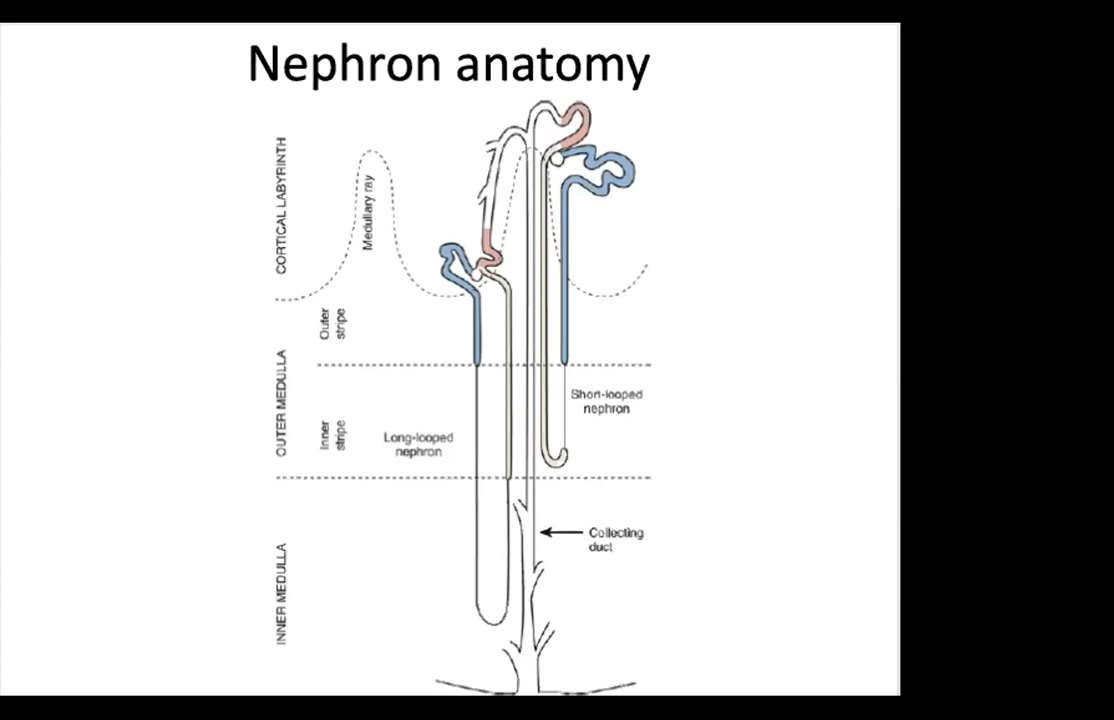 Nephron anatomy
CORTICAL LABYRINTH
Medullary ray
OUTER MEDULLA
Outer
stripe
Inner
stripe
Short-looped
nephron
Long-looped
nephron
Collecting
duct
INNER MEDULLA